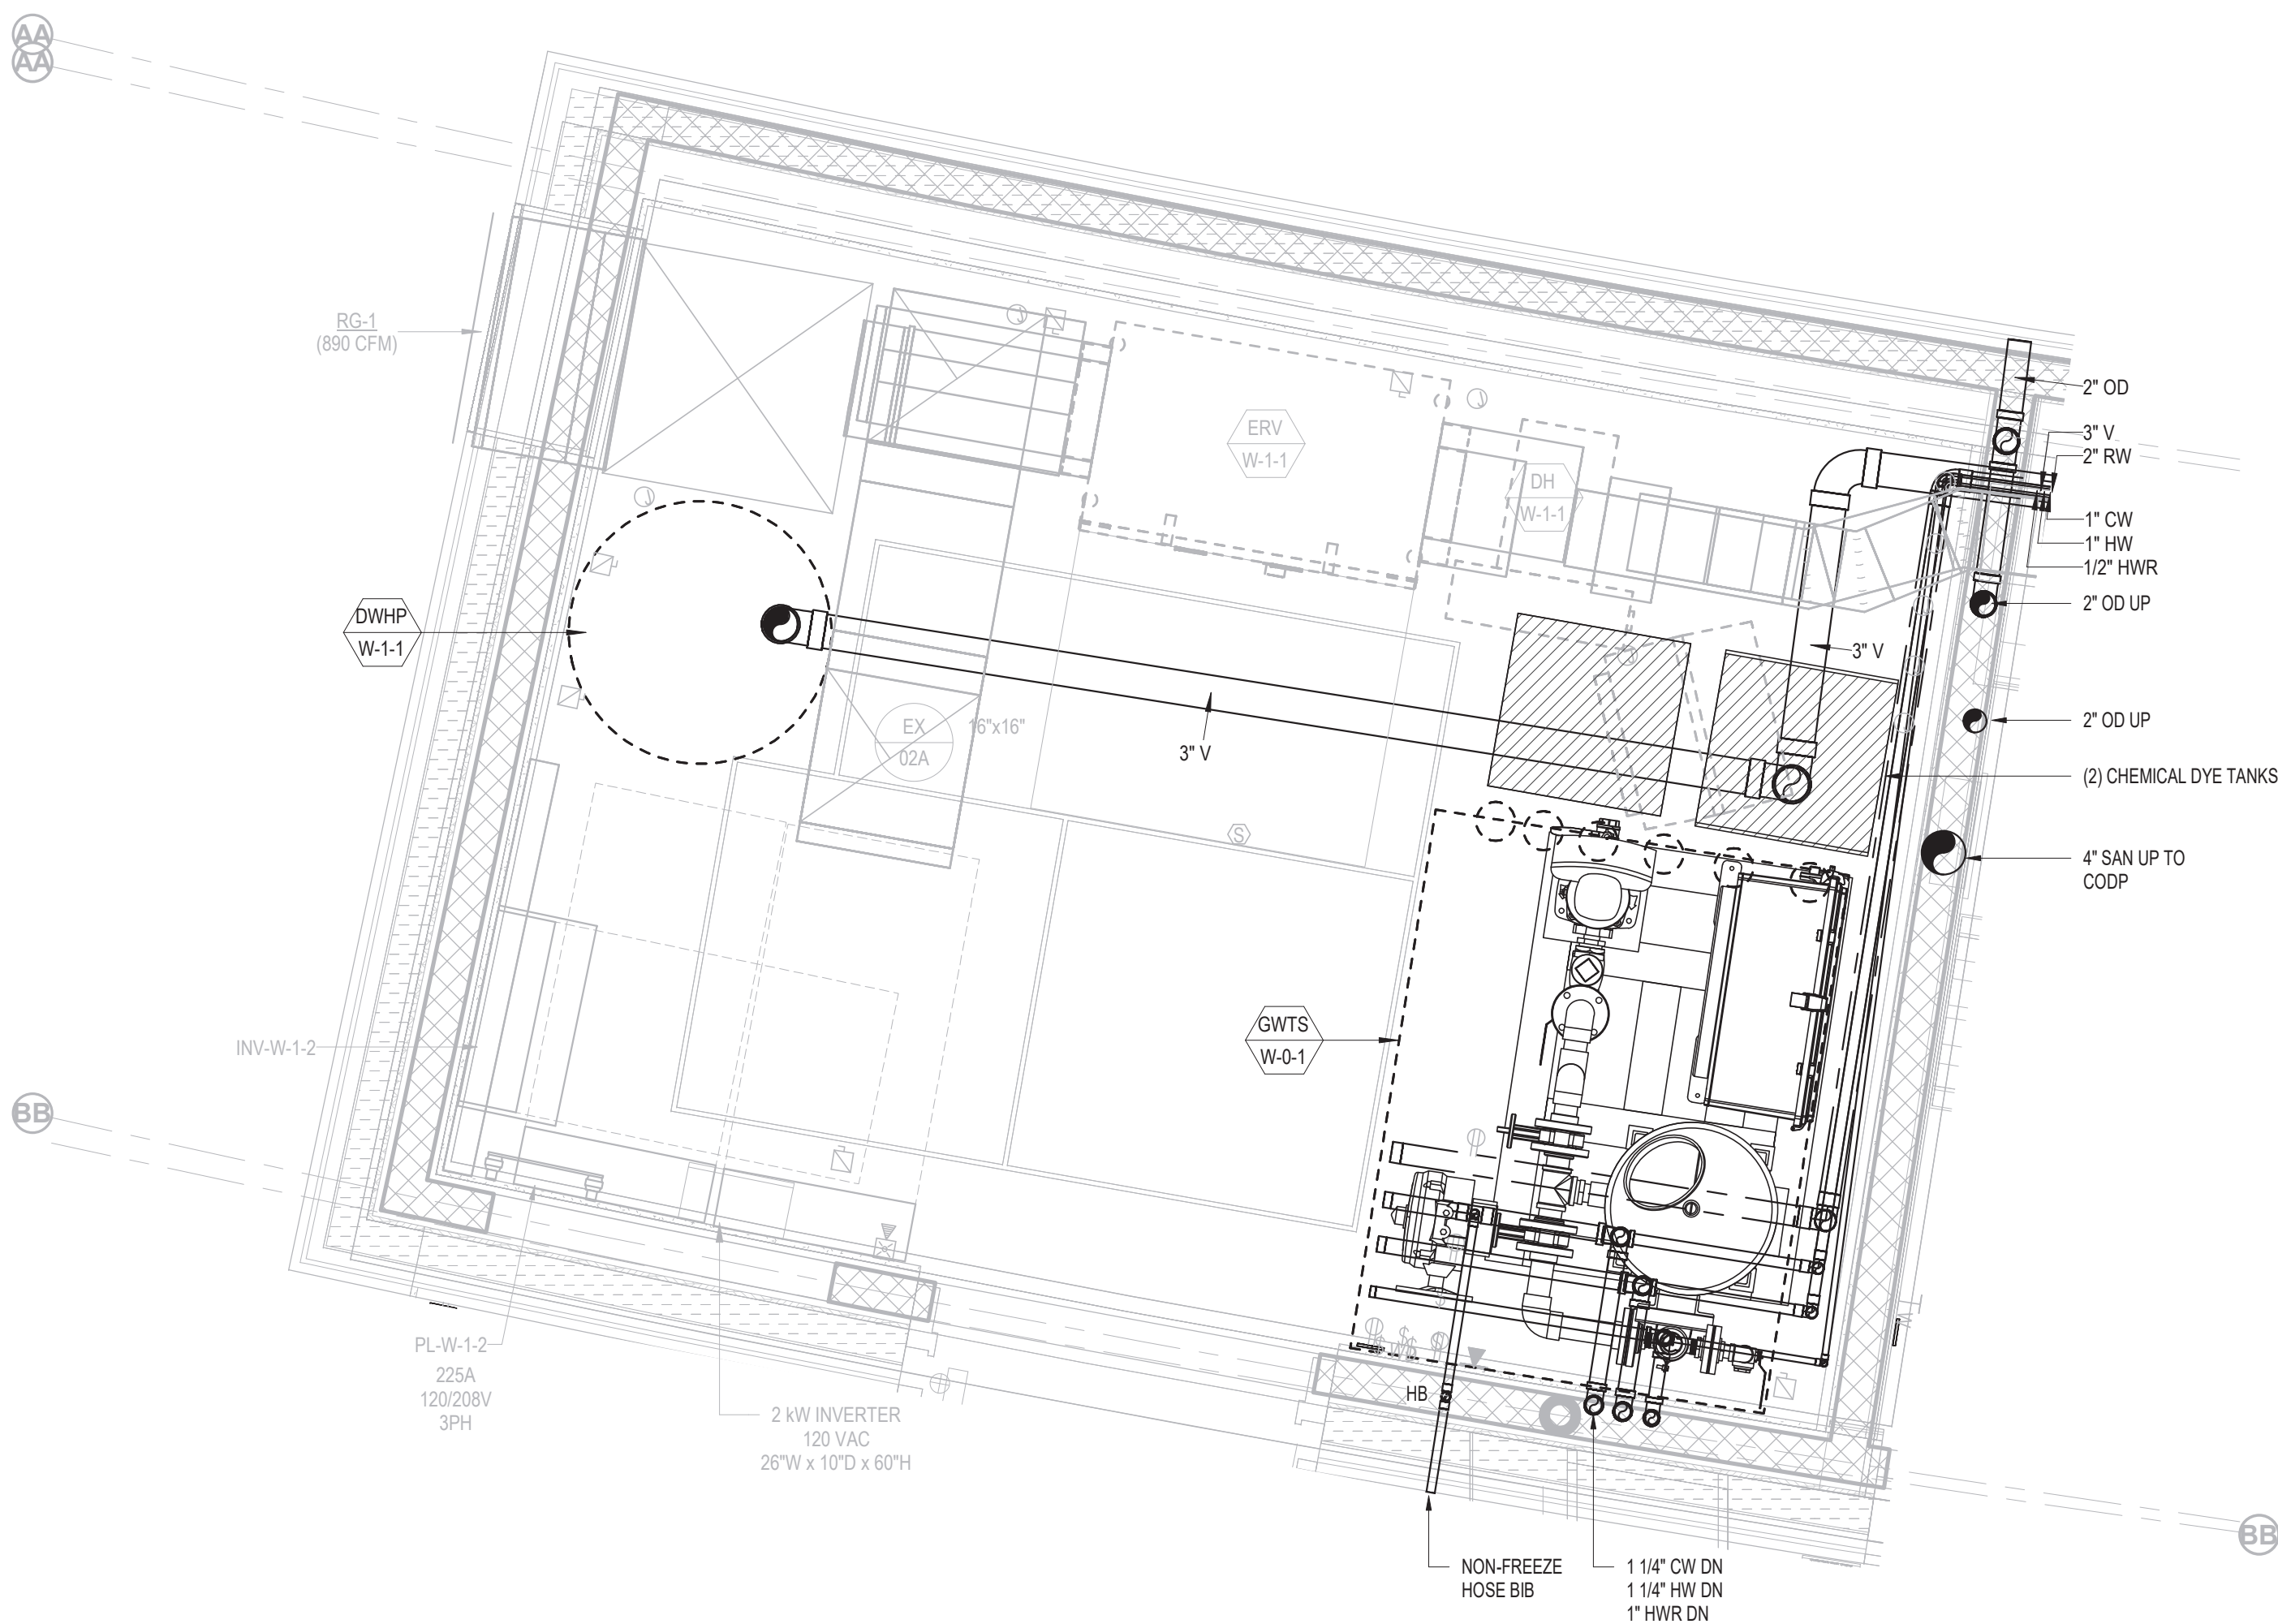 AA
AA
RG-1
(890 CFM)
ERV
W-1-1
DH
W-1-1
2" OD
3" V
2" RW
1" CW
1" HW
1/2" HWR
2" OD UP
DWHP
W-1-1
3" V
2" OD UP
EX
02A
16"x16"
3" V
(2) CHEMICAL DYE TANKS
S
4" SAN UP TO
CODP
GWTS
W-0-1
INV-W-1-2
BB
PL-W-1-2
225A
120/208V
3PH
2 kW INVERTER
120 VAC
26"W x 10"D x 60"H
HB
BB
NON-FREEZE
HOSE BIB
1 1/4" CW DN
1 1/4" HW DN
1" HWR DN